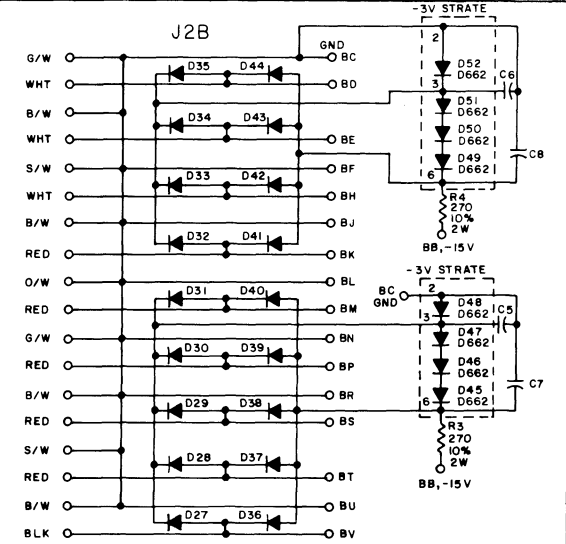 J2B
-3V STRATE
GND
2
G/W BC
D35 D44
D52
D662
C6
WHT BD
3
B/W
D51
D662
D34 D43
D50
D662
WHT BE
D49
D662
C8
S/W BF
6
D33 D42
WHT BH
R4
270
10%
2W
B/W BJ
D32 D41
BB,-15V
RED BK
-3V STRATE
O/W BL
D31 D40
BC
GND
2
D48
D662
C5
RED BM
3
G/W BN
D47
D662
D30 D39
D46
D662
RED BP
C7
B/W BR
D45
D662
D29 D38
6
RED BS
R3
270
10%
2W
S/W
D28 D37
RED BT
BB,-15V
B/W BU
D27 D36
BLK BV